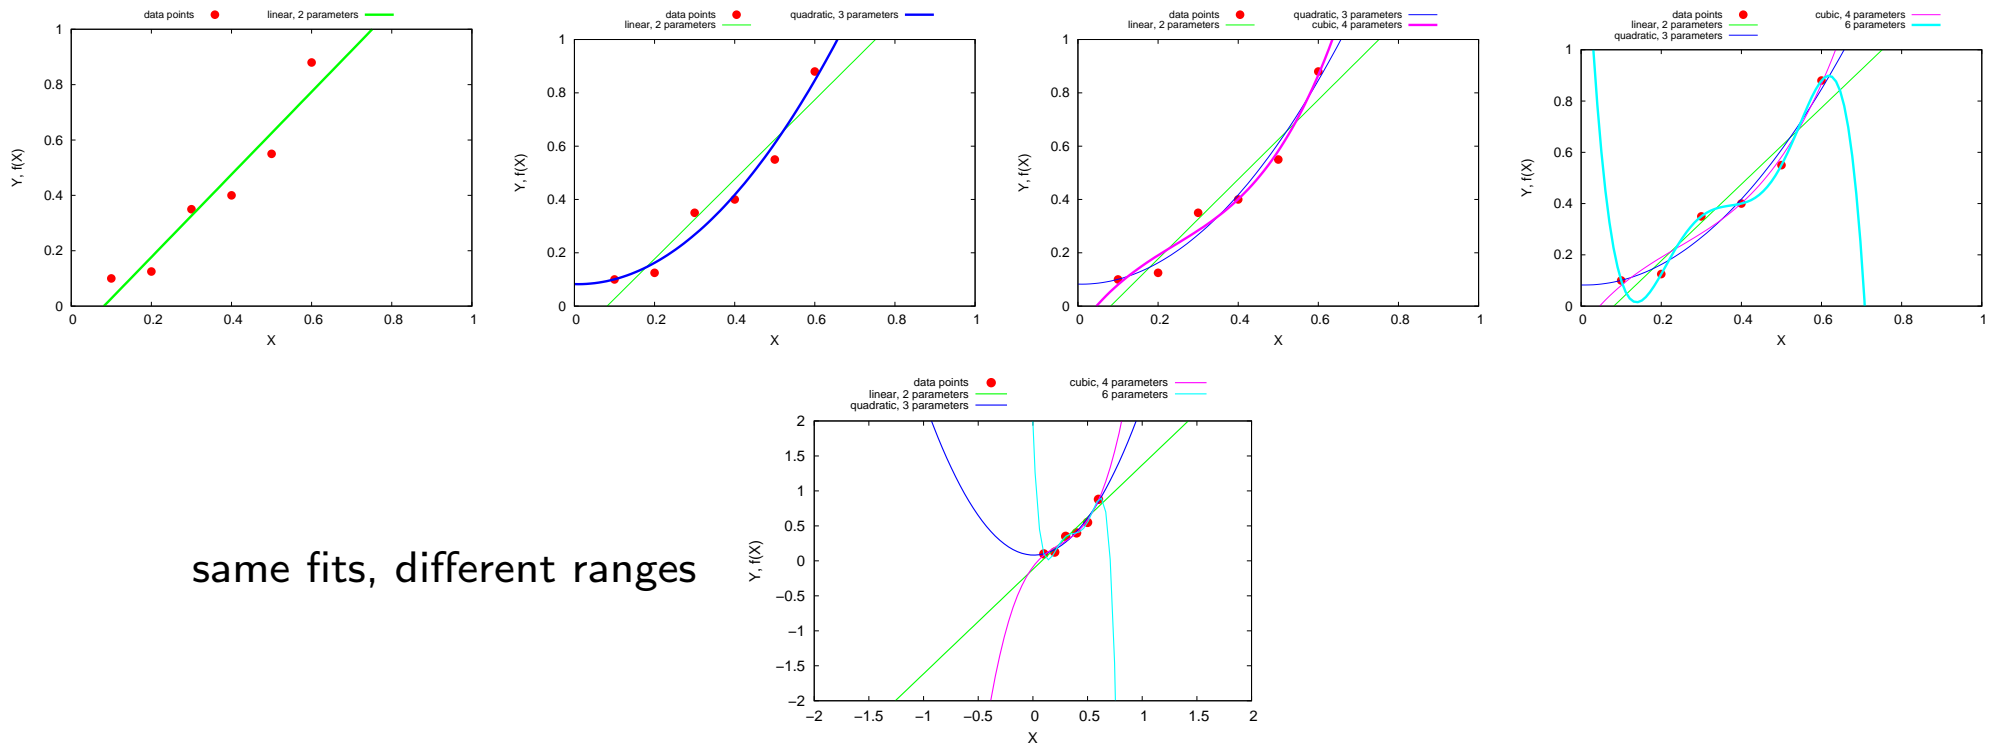 data points
linear, 2 parameters
1
0.8
0.6
0.4
0.2
0
0 0.2 0.4 0.6 0.8 1
Y, f(X)
X
data points
linear, 2 parameters
quadratic, 3 parameters
1
0.8
0.6
0.4
0.2
0
0 0.2 0.4 0.6 0.8 1
Y, f(X)
X
data points
linear, 2 parameters
quadratic, 3 parameters
cubic, 4 parameters
1
0.8
0.6
0.4
0.2
0
0 0.2 0.4 0.6 0.8 1
Y, f(X)
X
data points
linear, 2 parameters
quadratic, 3 parameters
cubic, 4 parameters
6 parameters
1
0.8
0.6
0.4
0.2
0
0 0.2 0.4 0.6 0.8 1
Y, f(X)
X
same fits, different ranges
data points
linear, 2 parameters
quadratic, 3 parameters
cubic, 4 parameters
6 parameters
2
1.5
1
0.5
0
−0.5
−1
−1.5
−2
−2 −1.5 −1 −0.5 0 0.5 1 1.5 2
Y, f(X)
X